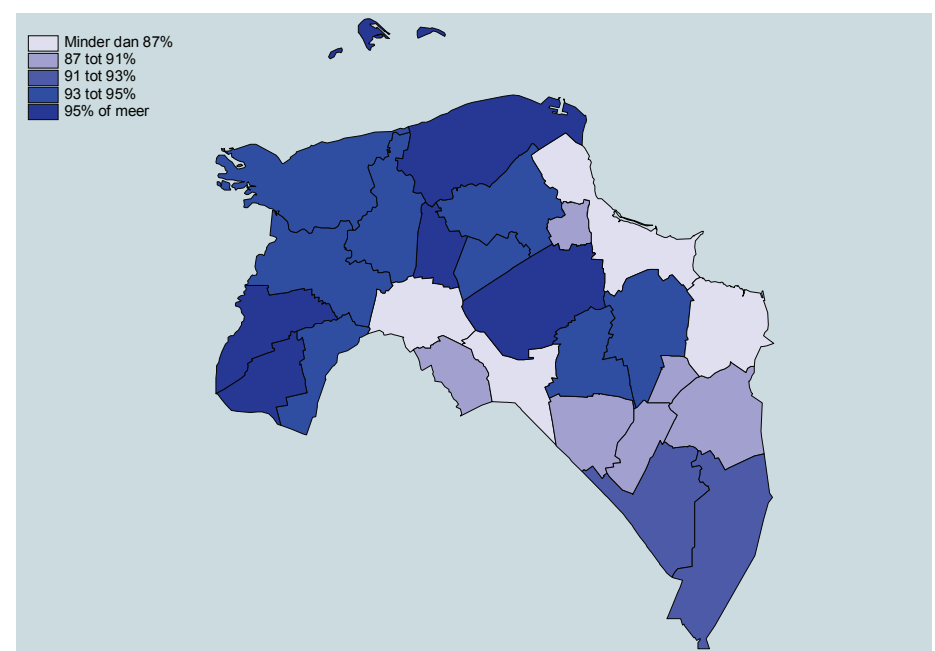 Minder dan 87%
87 tot 91%
91 tot 93%
93 tot 95%
95% of meer